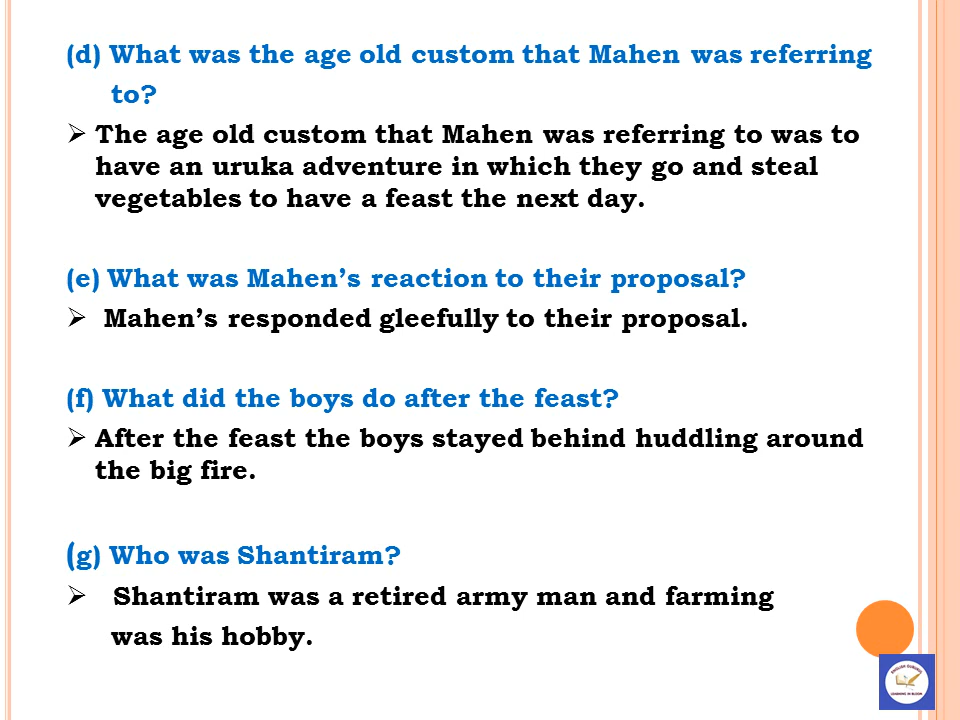 (d) What was the age old custom that Mahen was referring
to?
➢ The age old custom that Mahen was referring to was to
have an uruka adventure in which they go and steal
vegetables to have a feast the next day.
(e) What was Mahen’s reaction to their proposal?
➢ Mahen’s responded gleefully to their proposal.
(f) What did the boys do after the feast?
➢ After the feast the boys stayed behind huddling around
the big fire.
(g) Who was Shantiram?
➢ Shantiram was a retired army man and farming
was his hobby.